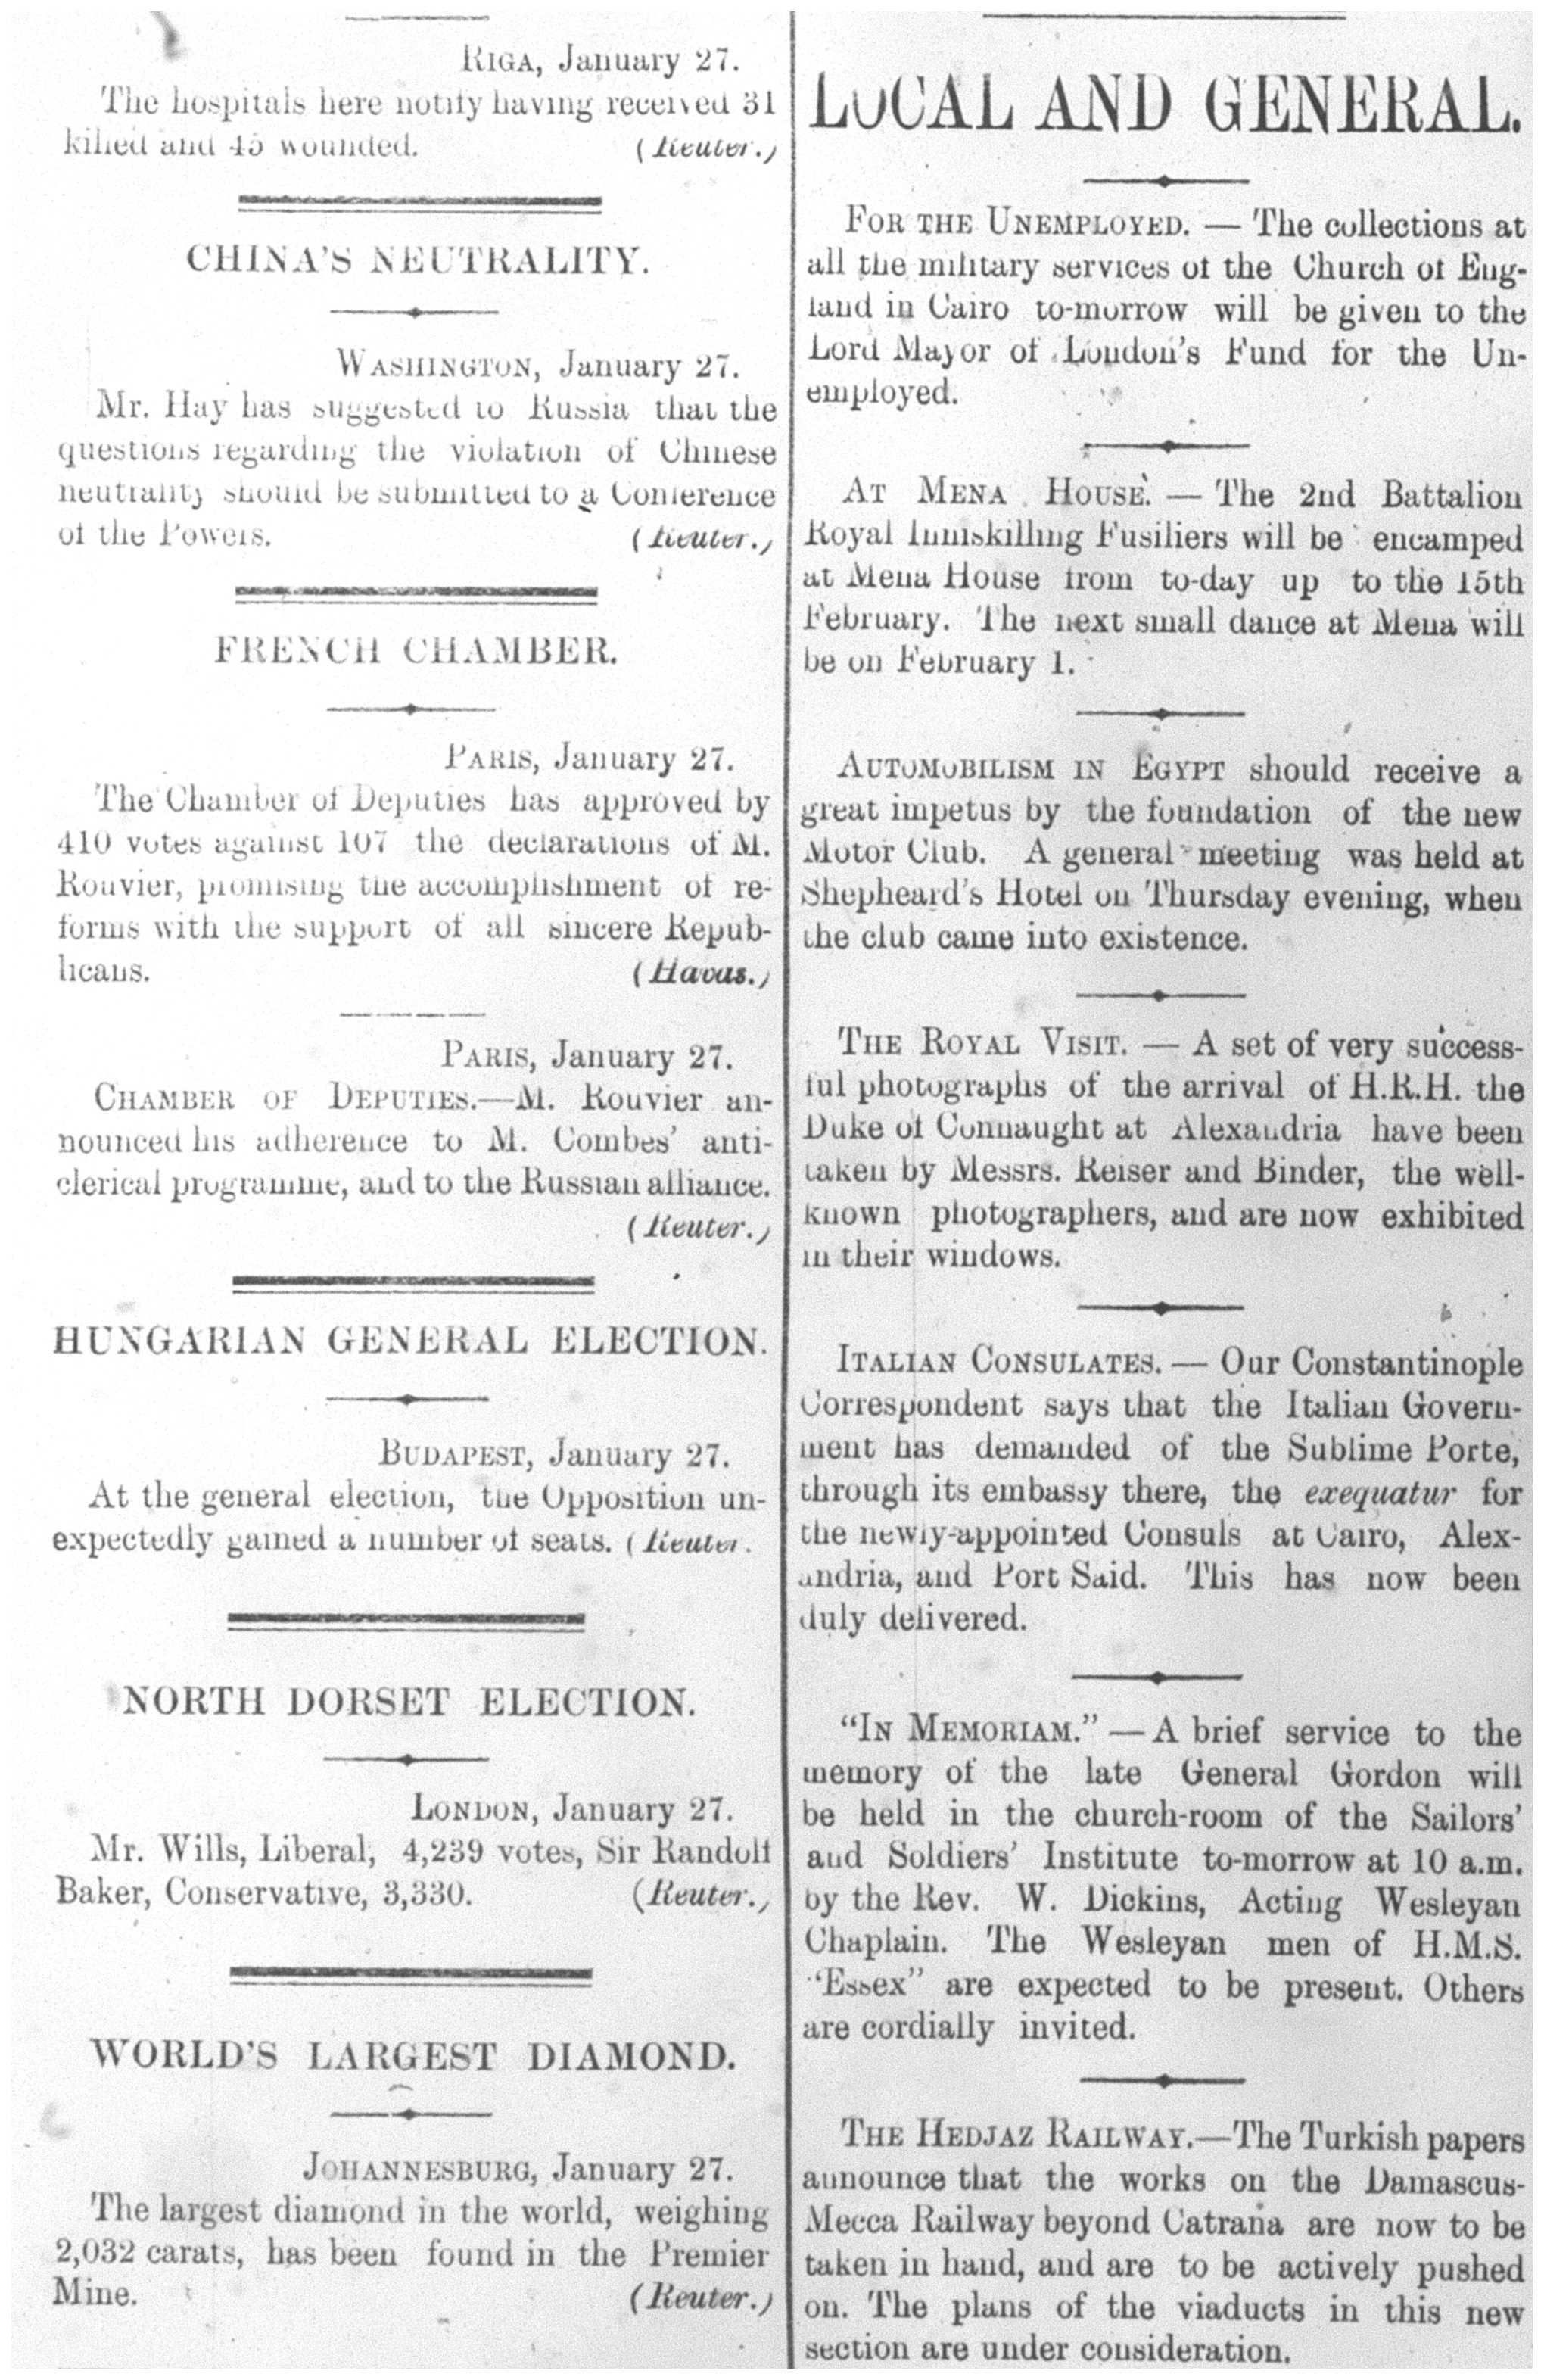 RIGA, January 27.
The hospitals here notify having received 31
killed and 45 wounded. (Reuter.)
CHINA'S NEUTRALITY.
WASHINGTON, January 27.
Mr. Hay has suggested to Russia that the
questions regarding the violation of Chinese
neutrality should be submitted to a Conference
of the Powers. (Reuter.)
FRENCH CHAMBER.
PARIS, January 27.
The Chamber of Deputies has approved by
410 votes against 107 the declarations of M.
Rouvier, promising the accomplishment of re-
forms with the support of all sincere Repub-
licans. (Havas.)
PARIS, January 27.
CHAMBER OF DEPUTIES.—M. Rouvier an-
nounced his adherence to M. Combes' anti-
clerical programme, and to the Russian alliance.
(Reuter.)
HUNGARIAN GENERAL ELECTION.
BUDAPEST, January 27.
At the general election, the Opposition un-
expectedly gained a number of seats. (Reuter.
NORTH DORSET ELECTION.
LONDON, January 27.
Mr. Wills, Liberal, 4,239 votes, Sir Randolf
Baker, Conservative, 3,330. (Reuter.)
WORLD'S LARGEST DIAMOND.
JOHANNESBURG, January 27.
The largest diamond in the world, weighing
2,032 carats, has been found in the Premier
Mine. (Reuter.)
LOCAL AND GENERAL.
FOR THE UNEMPLOYED. — The collections at
all the military services of the Church of Eng-
land in Cairo to-morrow will be given to the
Lord Mayor of London's Fund for the Un-
employed.
AT MENA HOUSE. — The 2nd Battalion
Royal Inniskilling Fusiliers will be encamped
at Mena House from to-day up to the 15th
February. The next small dance at Mena will
be on February 1.
AUTOMOBILISM IN EGYPT should receive a
great impetus by the foundation of the new
Motor Club. A general meeting was held at
Shepheard's Hotel on Thursday evening, when
the club came into existence.
THE ROYAL VISIT. — A set of very success-
ful photographs of the arrival of H.R.H. the
Duke of Connaught at Alexandria have been
taken by Messrs. Reiser and Binder, the well-
known photographers, and are now exhibited
in their windows.
ITALIAN CONSULATES. — Our Constantinople
Correspondent says that the Italian Govern-
ment has demanded of the Sublime Porte,
through its embassy there, the exequatur for
the newly-appointed Consuls at Cairo, Alex-
andria, and Port Said. This has now been
duly delivered.
"IN MEMORIAM." — A brief service to the
memory of the late General Gordon will
be held in the church-room of the Sailors'
and Soldiers' Institute to-morrow at 10 a.m.
by the Rev. W. Dickins, Acting Wesleyan
Chaplain. The Wesleyan men of H.M.S.
"Essex" are expected to be present. Others
are cordially invited.
THE HEDJAZ RAILWAY.—The Turkish papers
announce that the works on the Damascus-
Mecca Railway beyond Catrana are now to be
taken in hand, and are to be actively pushed
on. The plans of the viaducts in this new
section are under consideration.